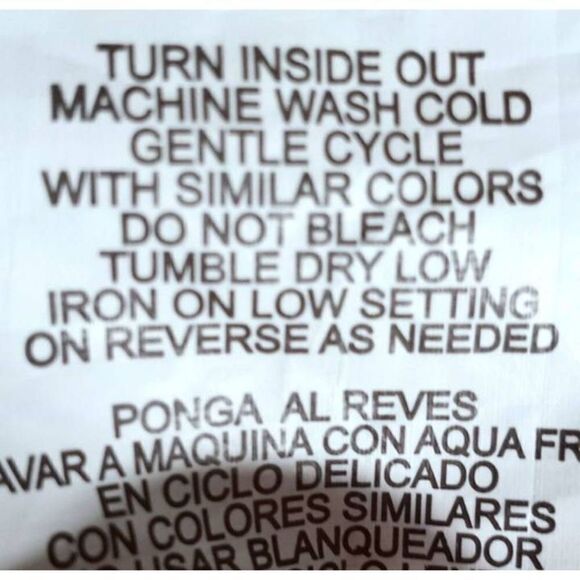 TURN INSIDE OUT
MACHINE WASH COLD
GENTLE CYCLE
WITH SIMILAR COLORS
DO NOT BLEACH
TUMBLE DRY LOW
IRON ON LOW SETTING
ON REVERSE AS NEEDED
PONGA AL REVES
AVAR A MAQUINA CON AQUA FR
EN CICLO DELICADO
CON COLORES SIMILARES
USAR BLANQUEADOR